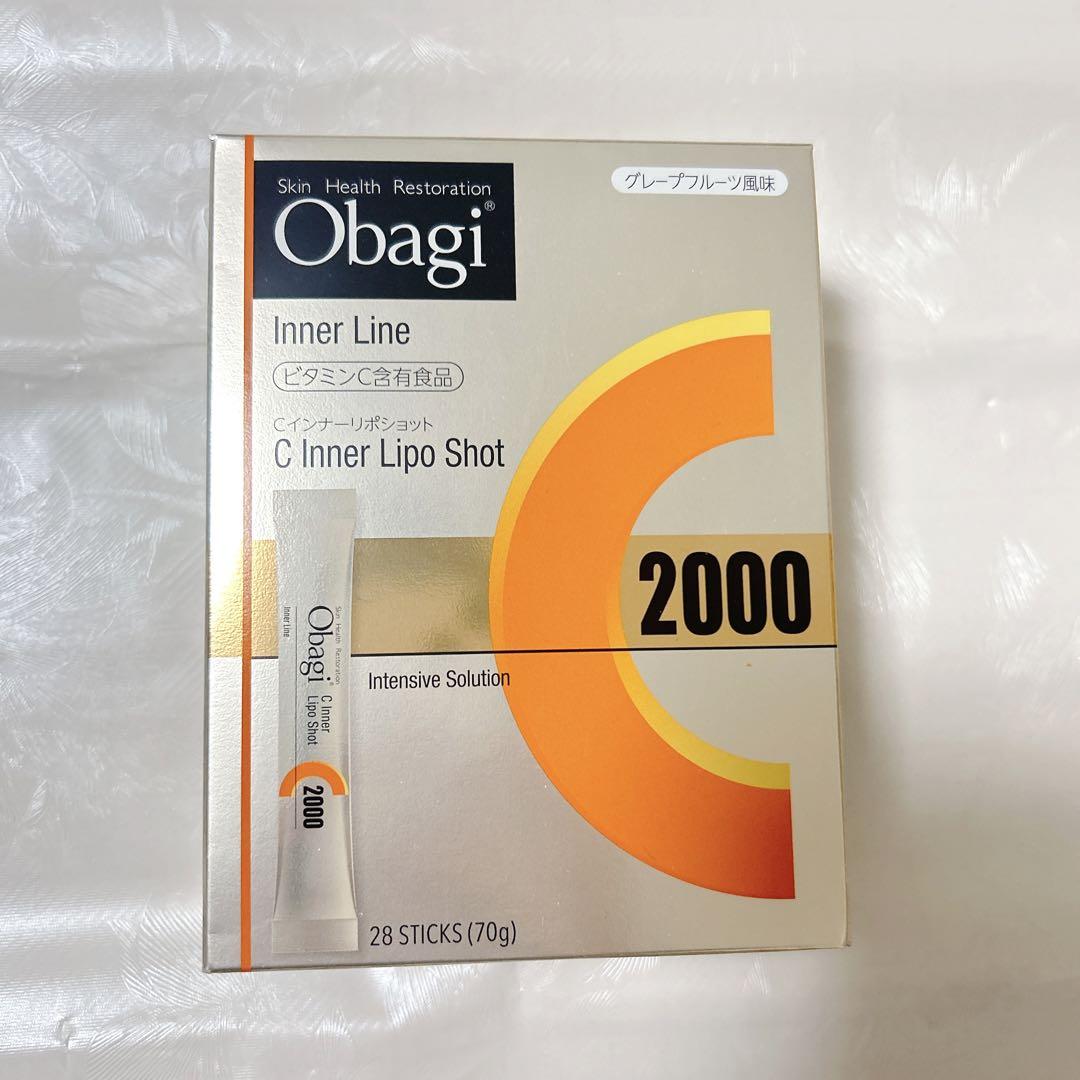 Skin Health Restoration
Obagi®
グレープフルーツ風味
Inner Line
ビタミンC含有食品
Cインナーリポショット
C Inner Lipo Shot
2000
Intensive Solution
Skin Health Restoration
Obagi®
Inner Line
C Inner
Lipo Shot
2000
28 STICKS (70g)